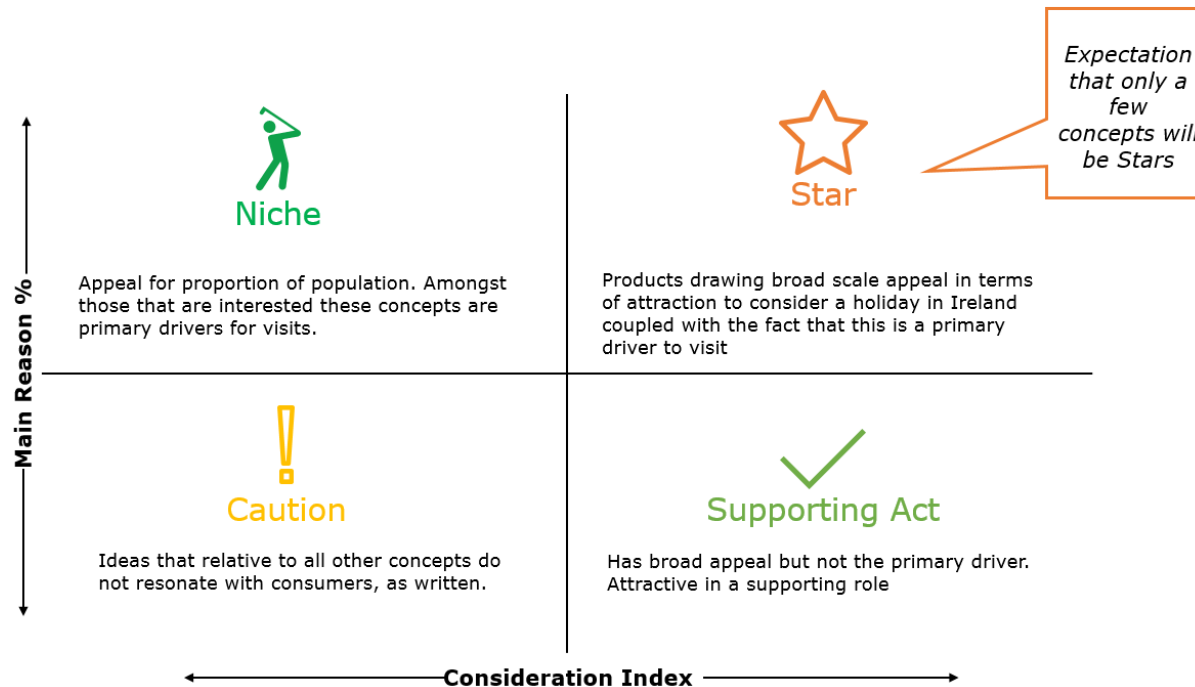 Expectation
that only a
few
concepts will
be Stars
Niche
Star
Appeal for proportion of population. Amongst
those that are interested these concepts are
primary drivers for visits.
Products drawing broad scale appeal in terms
of attraction to consider a holiday in Ireland
coupled with the fact that this is a primary
driver to visit
Main Reason %
Caution
Supporting Act
Ideas that relative to all other concepts do
not resonate with consumers, as written.
Has broad appeal but not the primary driver.
Attractive in a supporting role
Consideration Index